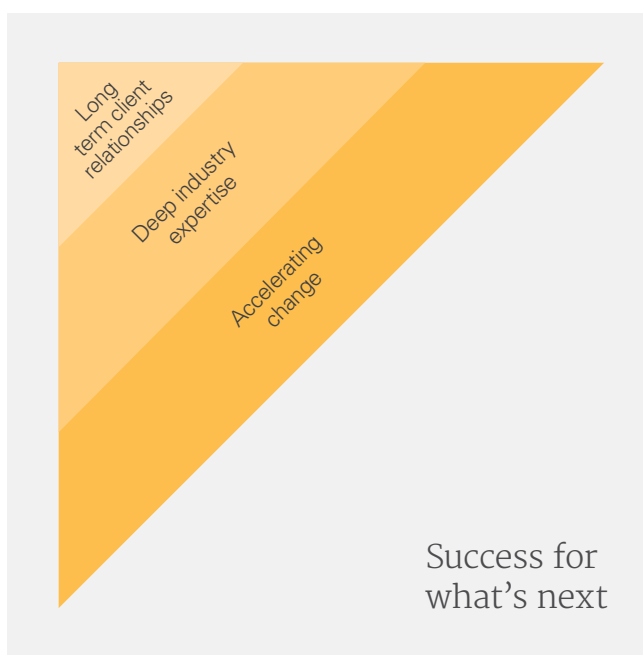 Long
term client
relationships
Deep industry
expertise
Accelerating
change
Success for
what’s next